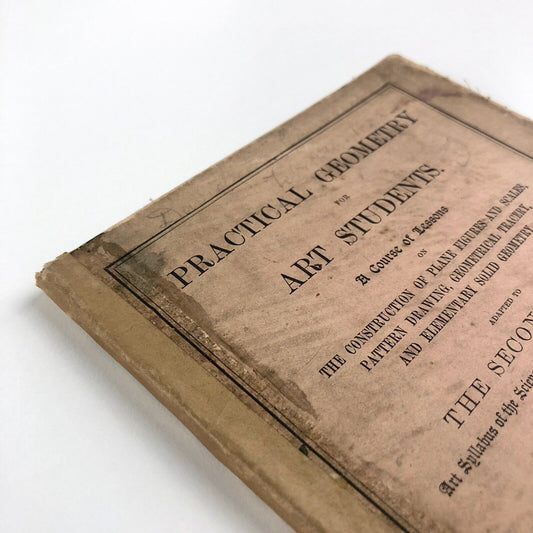 PRACTICAL GEOMETRY
FOR
ART STUDENTS.
A Course of Lessons
ON
THE CONSTRUCTION OF PLANE FIGURES AND SCALES,
PATTERN DRAWING, GEOMETRICAL TRACERY,
AND ELEMENTARY SOLID GEOMETRY
ADAPTED TO
THE SECON
Art Syllabus of the Scien